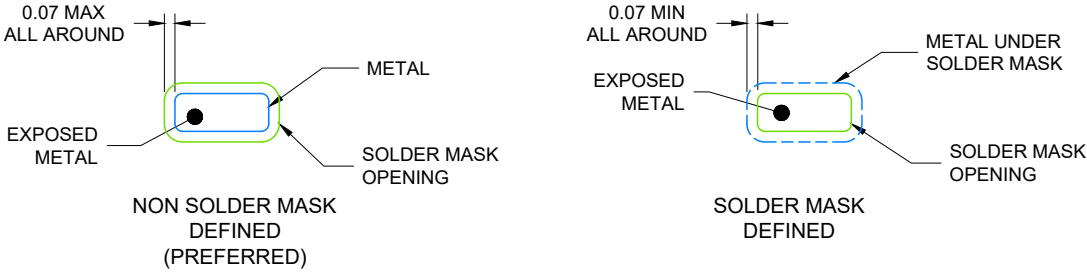 0.07 MAX
ALL AROUND
METAL
EXPOSED
METAL
SOLDER MASK
OPENING
NON SOLDER MASK
DEFINED
(PREFERRED)
0.07 MIN
ALL AROUND
METAL UNDER
SOLDER MASK
EXPOSED
METAL
SOLDER MASK
OPENING
SOLDER MASK
DEFINED